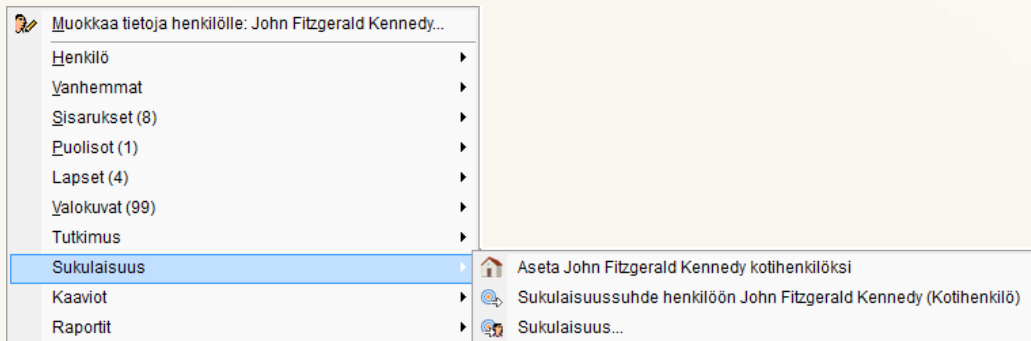 Muokkaa tietoja henkilölle: John Fitzgerald Kennedy...
Henkilö
Vanhemmat
Sisarukset (8)
Puolisot (1)
Lapset (4)
Valokuvat (99)
Tutkimus
Sukulaisuus
Aseta John Fitzgerald Kennedy kotihenkilöksi
Kaaviot
Sukulaisuussuhde henkilöön John Fitzgerald Kennedy (Kotihenkilö)
Raportit
Sukulaisuus...